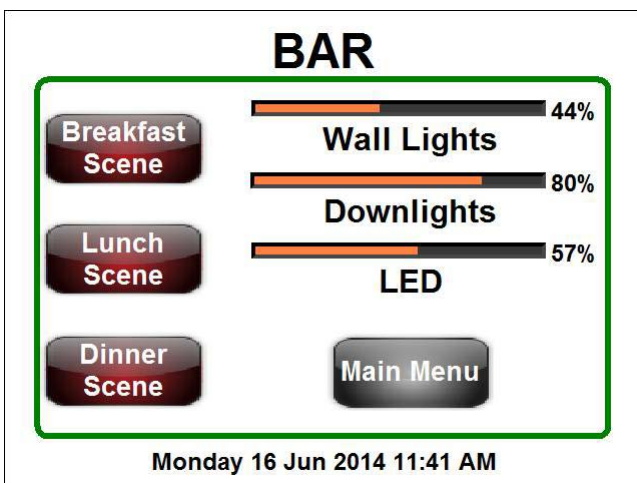 BAR
Breakfast
Scene
44%
Wall Lights
80%
Downlights
Lunch
Scene
57%
LED
Dinner
Scene
Main Menu
Monday 16 Jun 2014 11:41 AM